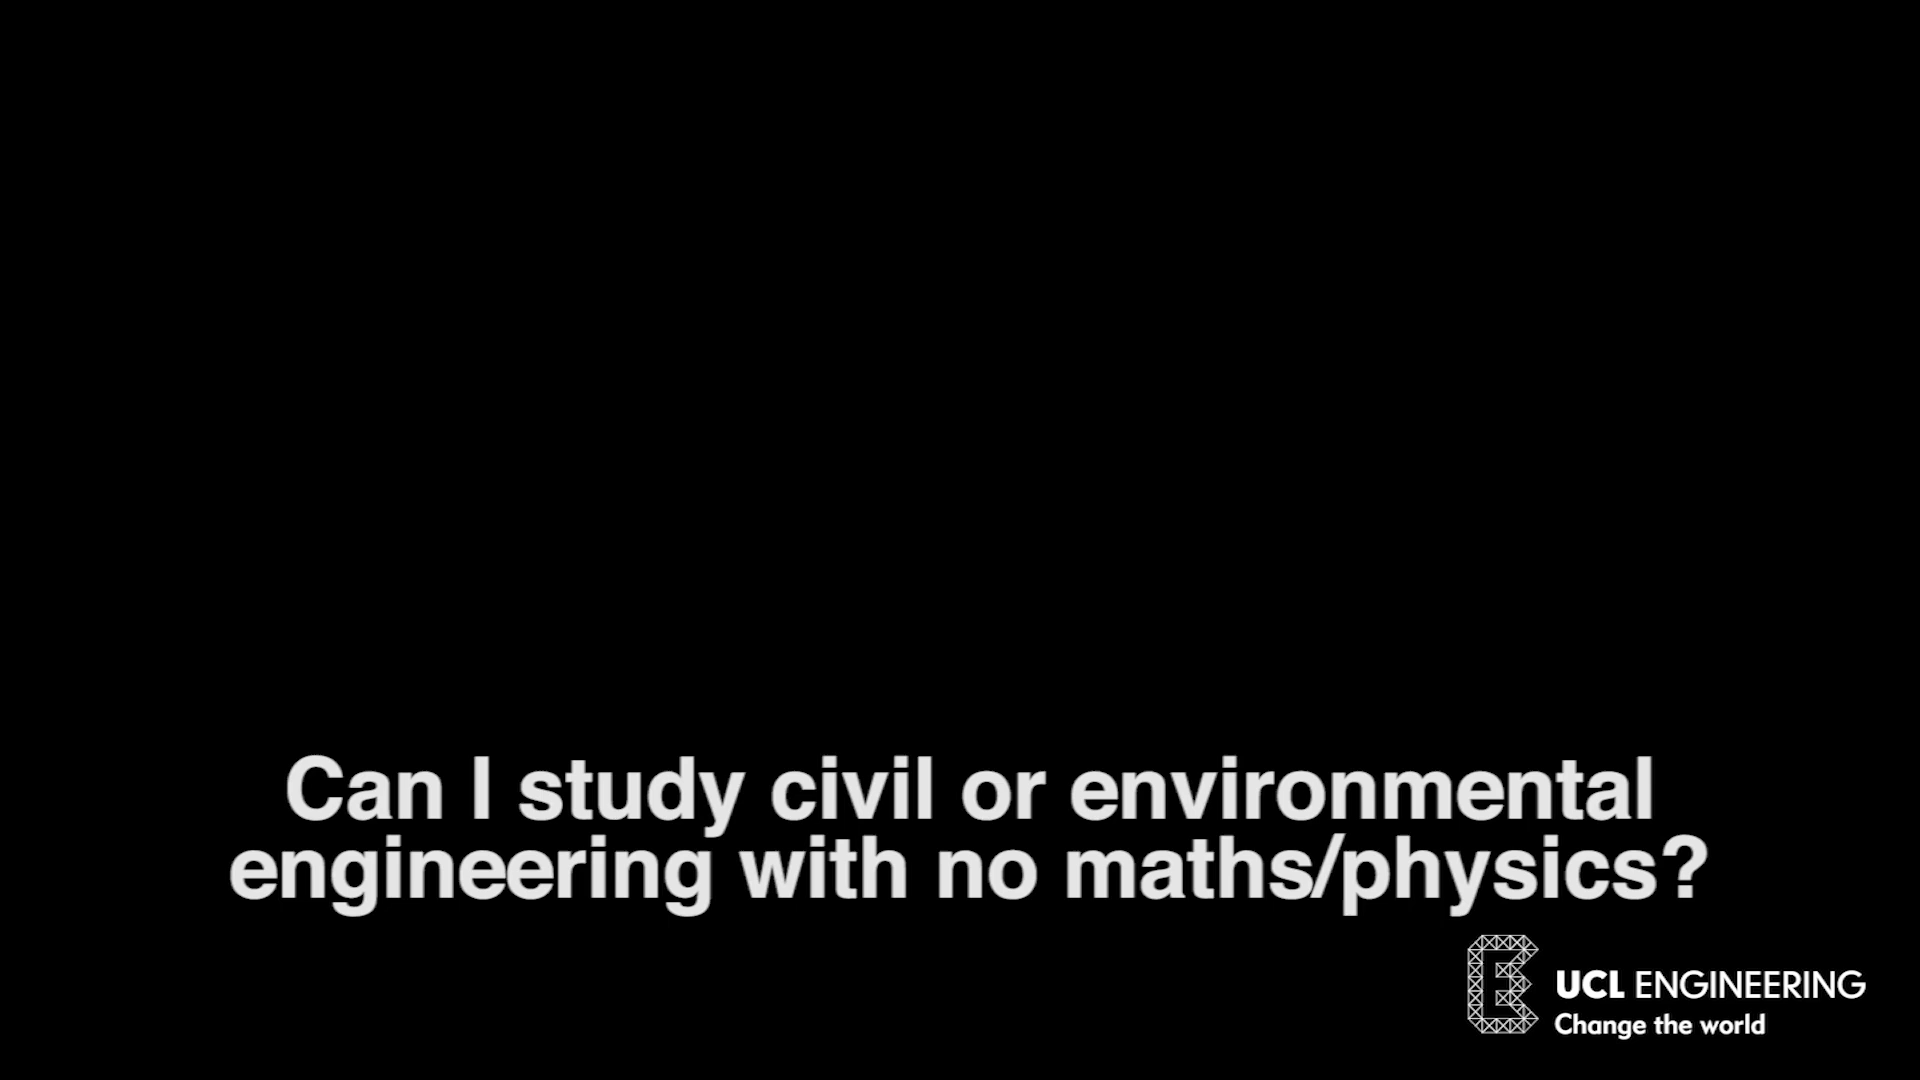 Can I study civil or environmental
engineering with no maths/physics?
UCL ENGINEERING
Change the world